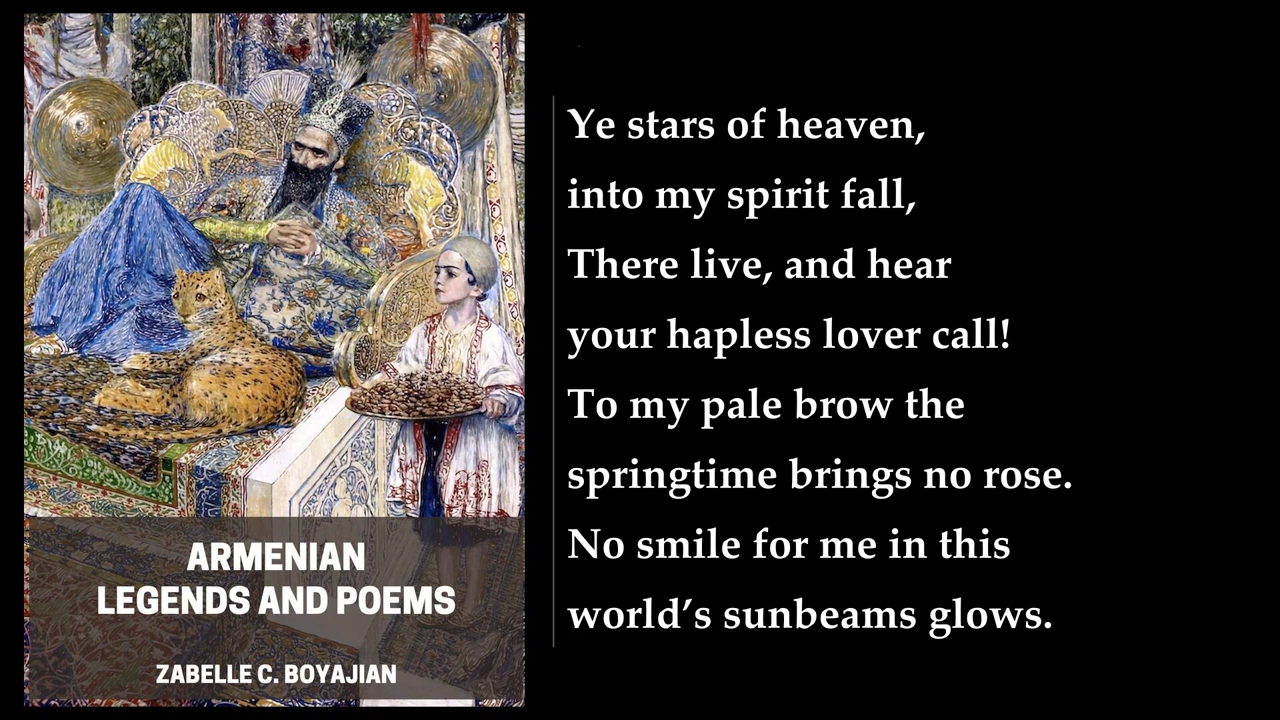 ARMENIAN
LEGENDS AND POEMS
ZABELLE C. BOYAJIAN
Ye stars of heaven,
into my spirit fall,
There live, and hear
your hapless lover call!
To my pale brow the
springtime brings no rose.
No smile for me in this
world’s sunbeams glows.